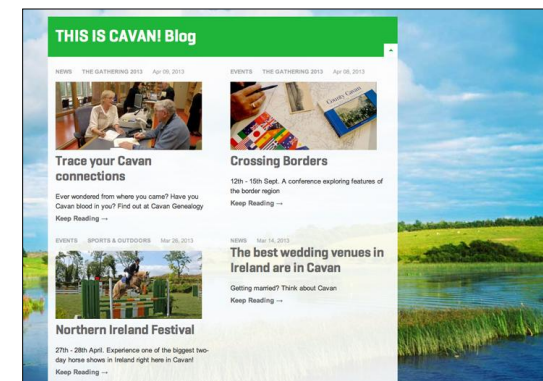 THIS IS CAVAN! Blog
NEWS THE GATHERING 2013 Apr 09, 2013
Trace your Cavan
connections
Ever wondered from where you came? Have you
Cavan blood in you? Find out at Cavan Genealogy
Keep Reading →
EVENTS THE GATHERING 2013 Apr 08, 2013
County Cavan
Crossing Borders
12th - 15th Sept. A conference exploring features of
the border region
Keep Reading →
EVENTS SPORTS & OUTDOORS Mar 26, 2013
Northern Ireland Festival
27th - 28th April. Experience one of the biggest two-
day horse shows in Ireland right here in Cavan!
Keep Reading →
NEWS Mar 14, 2013
The best wedding venues in
Ireland are in Cavan
Getting married? Think about Cavan
Keep Reading →